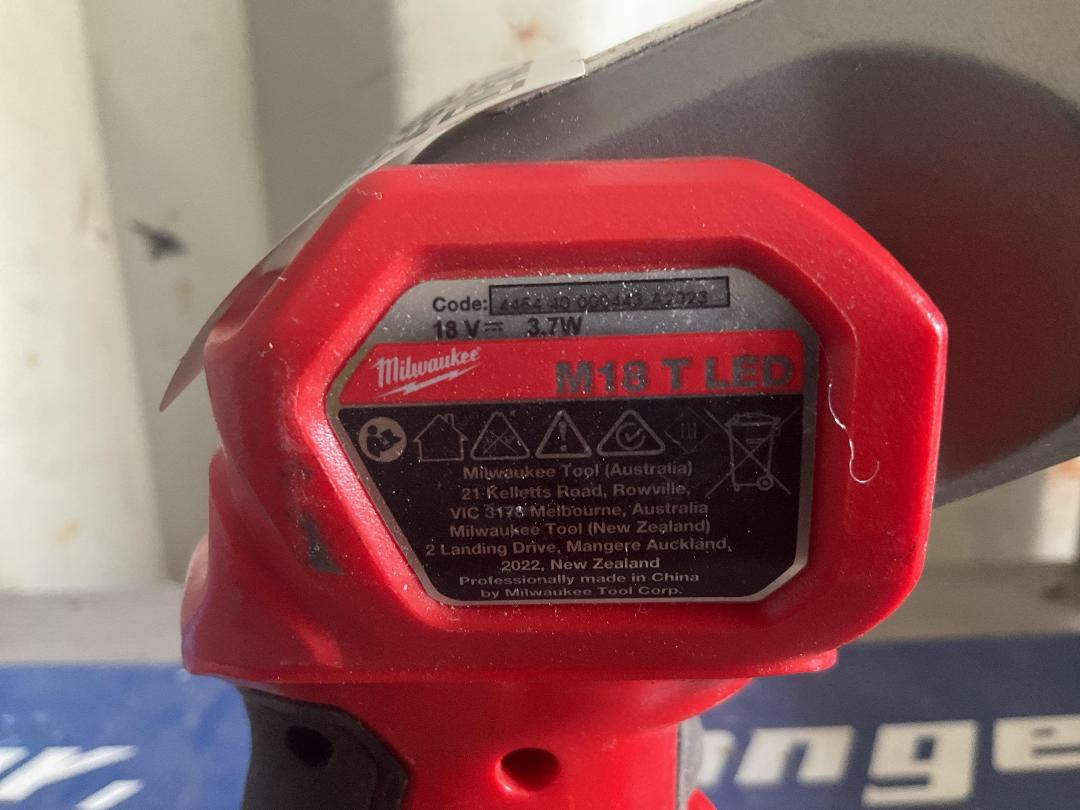 Code: 4464 40 000443 A2023
18 V 3.7W
Milwaukee
M18 T LED
Milwaukee Tool (Australia)
21 Kelletts Road, Rowville,
VIC 3178 Melbourne, Australia
Milwaukee Tool (New Zealand)
2 Landing Drive, Mangere Auckland,
2022, New Zealand
Professionally made in China
by Milwaukee Tool Corp.